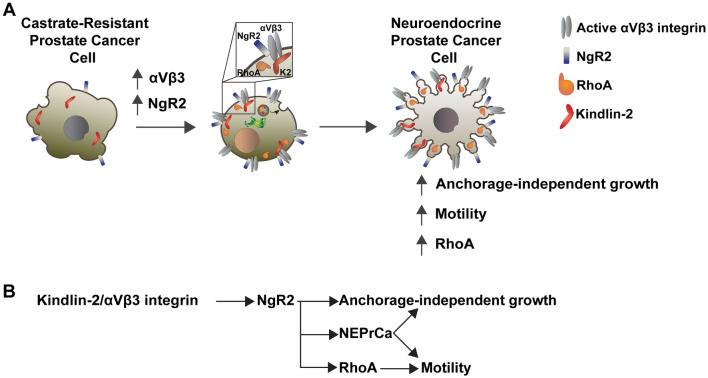 A
Castrate-Resistant
Prostate Cancer
Cell
αVβ3
NgR2
αVβ3
NgR2
RhoA
K2
Neuroendocrine
Prostate Cancer
Cell
Anchorage-independent growth
Motility
RhoA
Active αVβ3 integrin
NgR2
RhoA
Kindlin-2
B
Kindlin-2/αVβ3 integrin NgR2 Anchorage-independent growth
NEPrCa
RhoA Motility